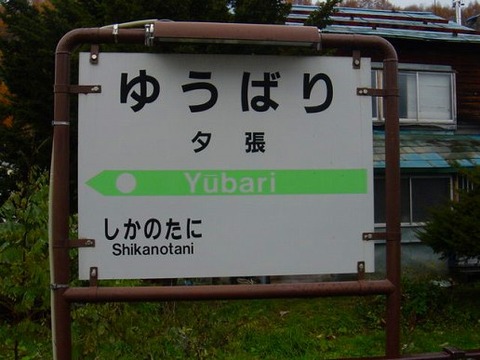 ゆうばり
夕張
Yūbari
しかのたに
Shikanotani